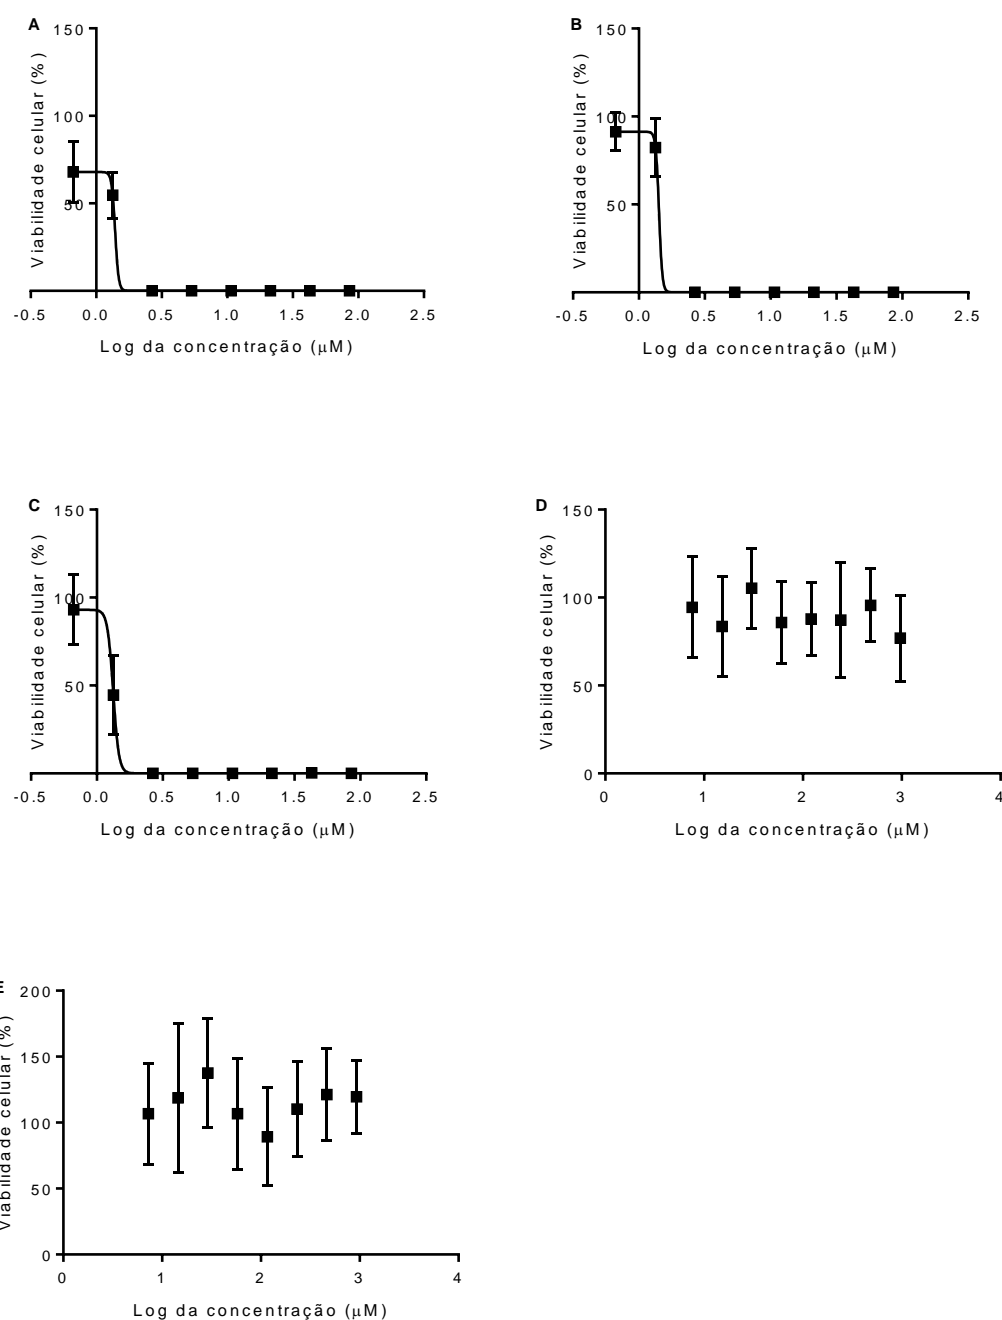 A
150
100
50
Viabilidade celular (%)
-0.5 0.0 0.5 1.0 1.5 2.0 2.5
Log da concentração (μM)
B
150
100
50
Viabilidade celular (%)
-0.5 0.0 0.5 1.0 1.5 2.0 2.5
Log da concentração (μM)
C
150
100
50
Viabilidade celular (%)
-0.5 0.0 0.5 1.0 1.5 2.0 2.5
Log da concentração (μM)
D
150
100
50
0
Viabilidade celular (%)
0 1 2 3 4
Log da concentração (μM)
E
200
150
100
50
0
Viabilidade celular (%)
0 1 2 3 4
Log da concentração (μM)